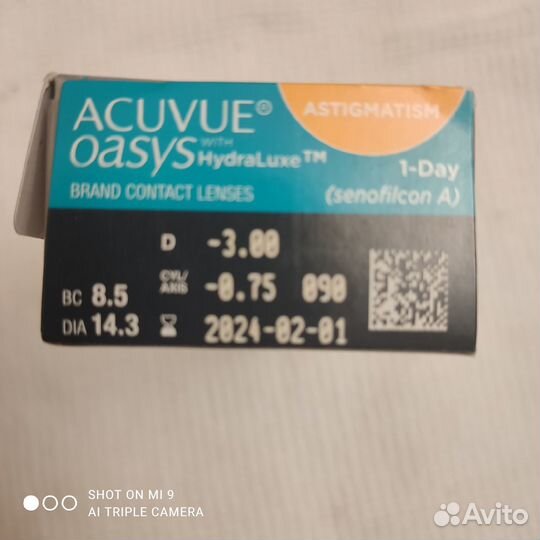 ACUVUE® ASTIGMATISM
OASYS WITH HydraLuxe™ 1-Day
BRAND CONTACT LENSES (senofilcon A)
D -3.00
BC 8.5 CYL/AXIS -0.75 090
DIA 14.3 2024-02-01
SHOT ON MI 9
AI TRIPLE CAMERA
Avito